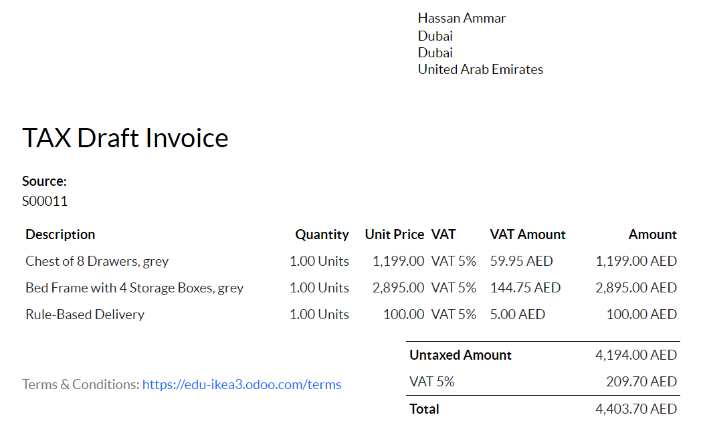 Hassan Ammar
Dubai
Dubai
United Arab Emirates
TAX Draft Invoice
Source:
S00011
Description Quantity Unit Price VAT VAT Amount Amount
Chest of 8 Drawers, grey 1.00 Units 1,199.00 VAT 5% 59.95 AED 1,199.00 AED
Bed Frame with 4 Storage Boxes, grey 1.00 Units 2,895.00 VAT 5% 144.75 AED 2,895.00 AED
Rule-Based Delivery 1.00 Units 100.00 VAT 5% 5.00 AED 100.00 AED
Untaxed Amount 4,194.00 AED
VAT 5% 209.70 AED
Terms & Conditions: https://edu-ikea3.odoo.com/terms
Total 4,403.70 AED